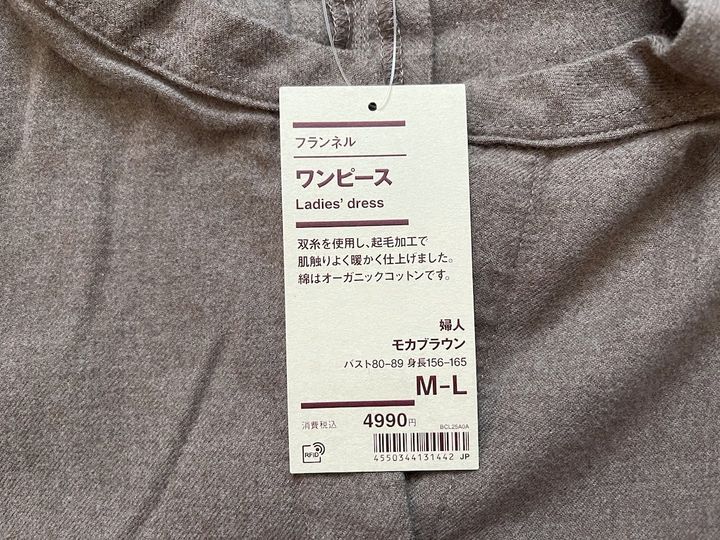 フランネル
ワンピース
Ladies' dress
双糸を使用し、起毛加工で
肌触りよく暖かく仕上げました。
綿はオーガニックコットンです。
婦人
モカブラウン
バスト80–89 身長156–165
M–L
消費税込 4990円
BCL25A0A
RFID
4550344131442 JP